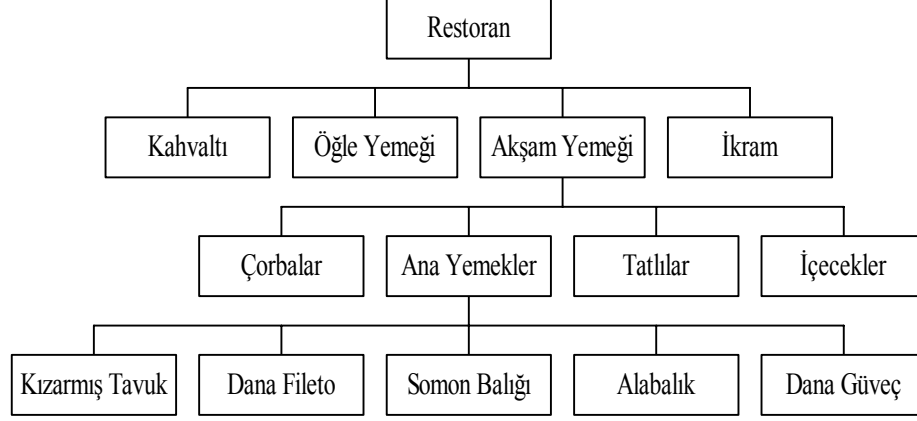 Restoran
Kahvaltı
Öğle Yemeği
Akşam Yemeği
İkram
Çorbalar
Ana Yemekler
Tatlılar
İçecekler
Kızarmış Tavuk
Dana Fileto
Somon Balığı
Alabalık
Dana Güveç